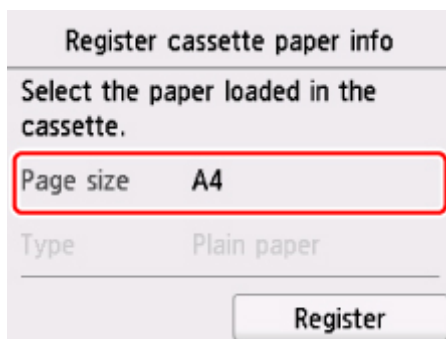 Register cassette paper info
Select the paper loaded in the
cassette.
Page size A4
Type Plain paper
Register